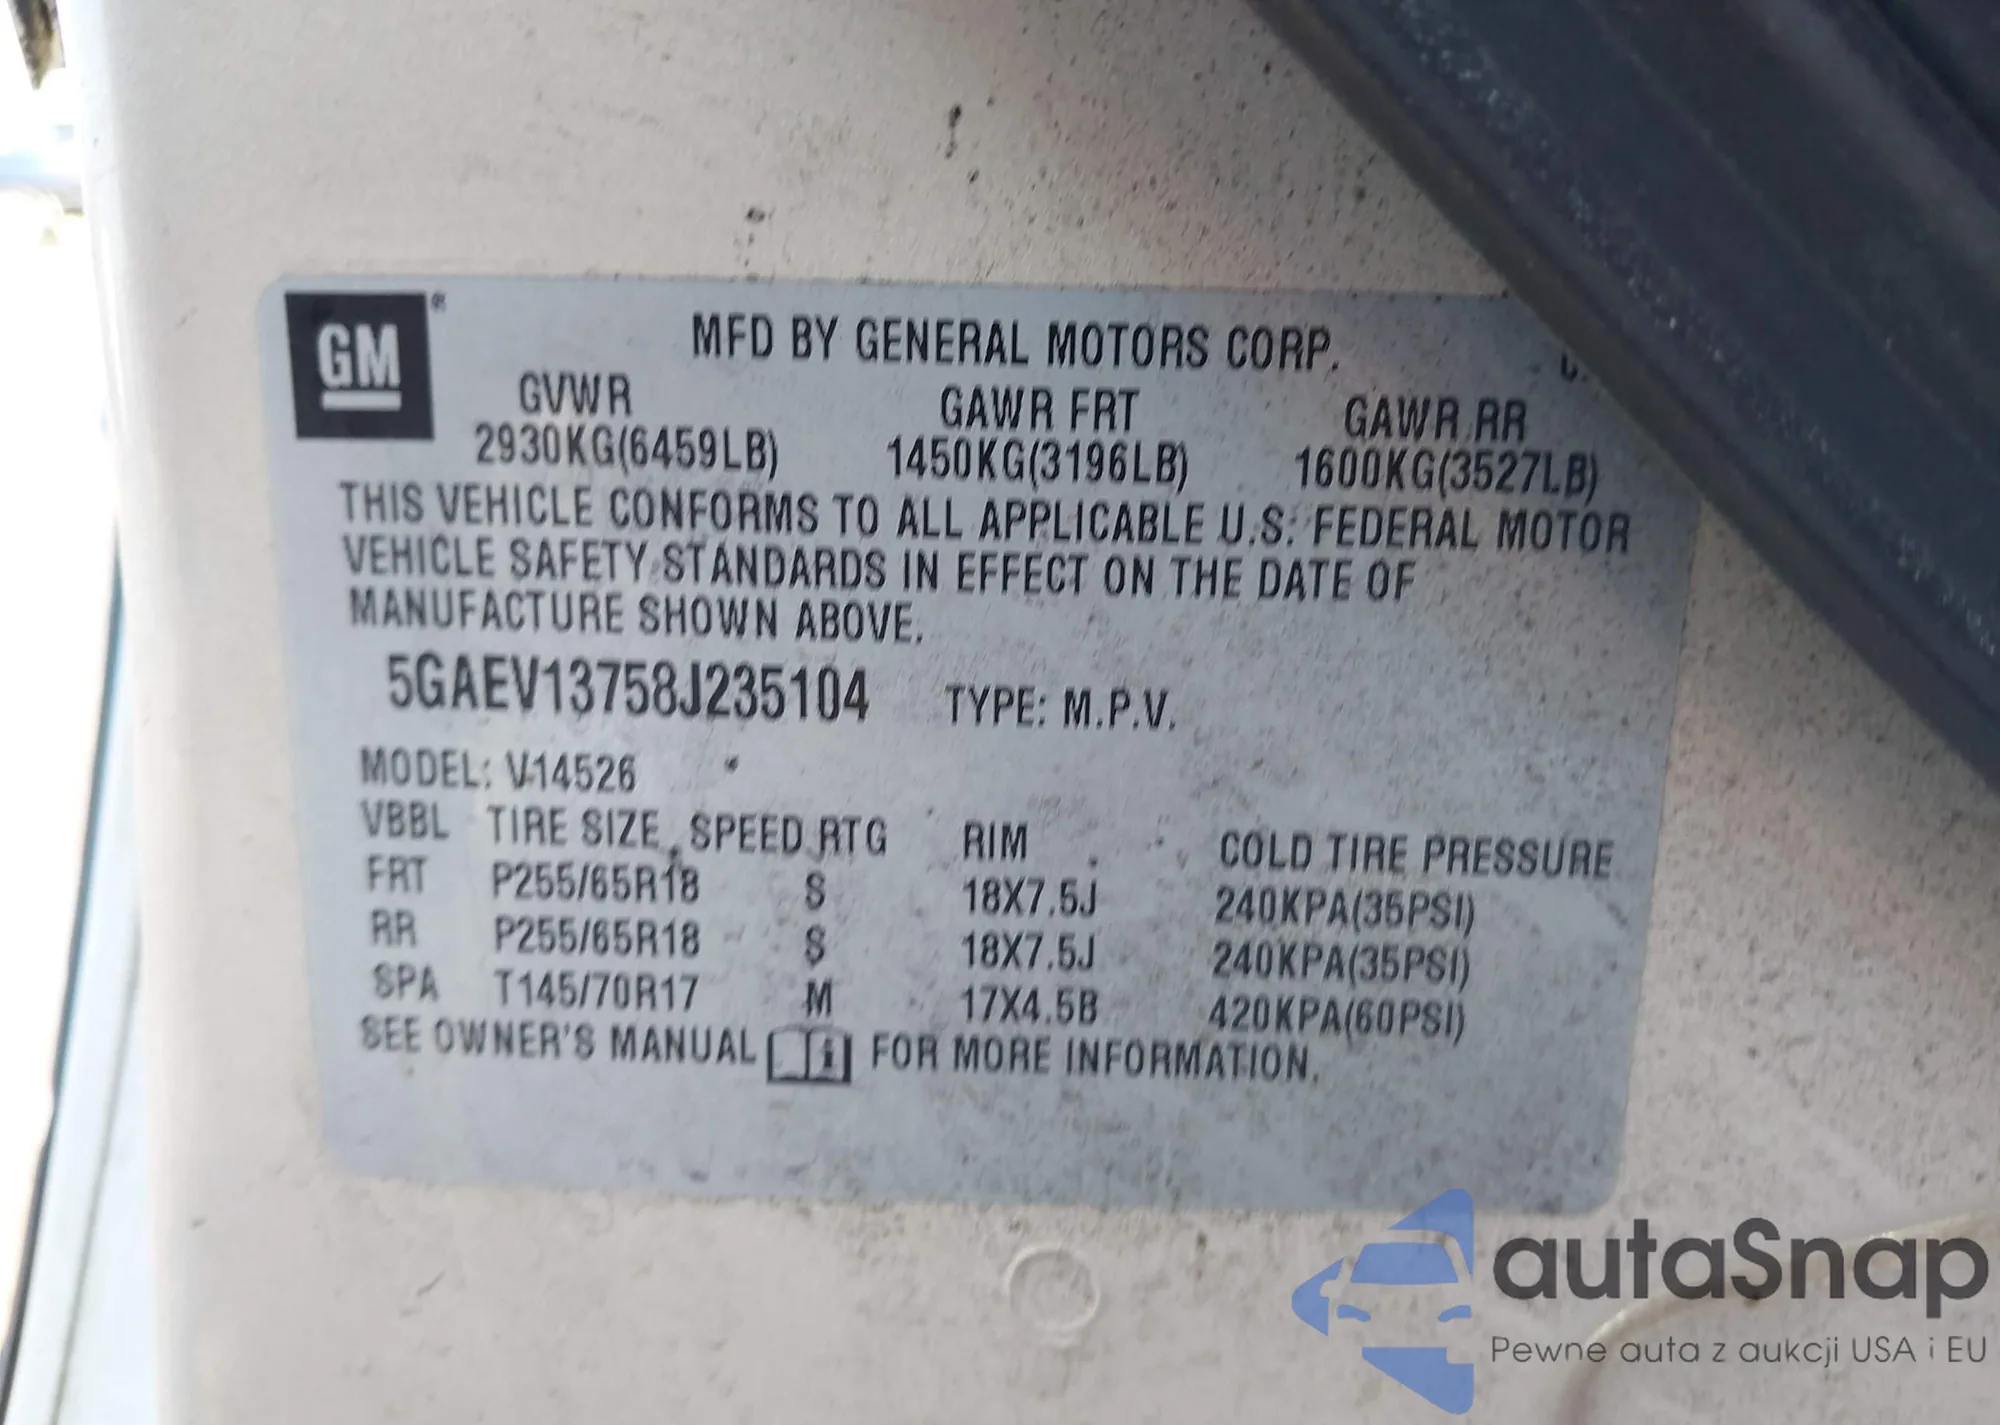 GM®
MFD BY GENERAL MOTORS CORP.
GVWR GAWR FRT GAWR RR
2930KG(6459LB) 1450KG(3196LB) 1600KG(3527LB)
THIS VEHICLE CONFORMS TO ALL APPLICABLE U.S. FEDERAL MOTOR
VEHICLE SAFETY STANDARDS IN EFFECT ON THE DATE OF
MANUFACTURE SHOWN ABOVE.
5GAEV13758J235104 TYPE: M.P.V.
MODEL: V14526
VBBL TIRE SIZE SPEED RTG RIM COLD TIRE PRESSURE
FRT P255/65R18 S 18X7.5J 240KPA(35PSI)
RR P255/65R18 S 18X7.5J 240KPA(35PSI)
SPA T145/70R17 M 17X4.5B 420KPA(60PSI)
SEE OWNER'S MANUAL i FOR MORE INFORMATION.
autaSnap
Pewne auta z aukcji USA i EU